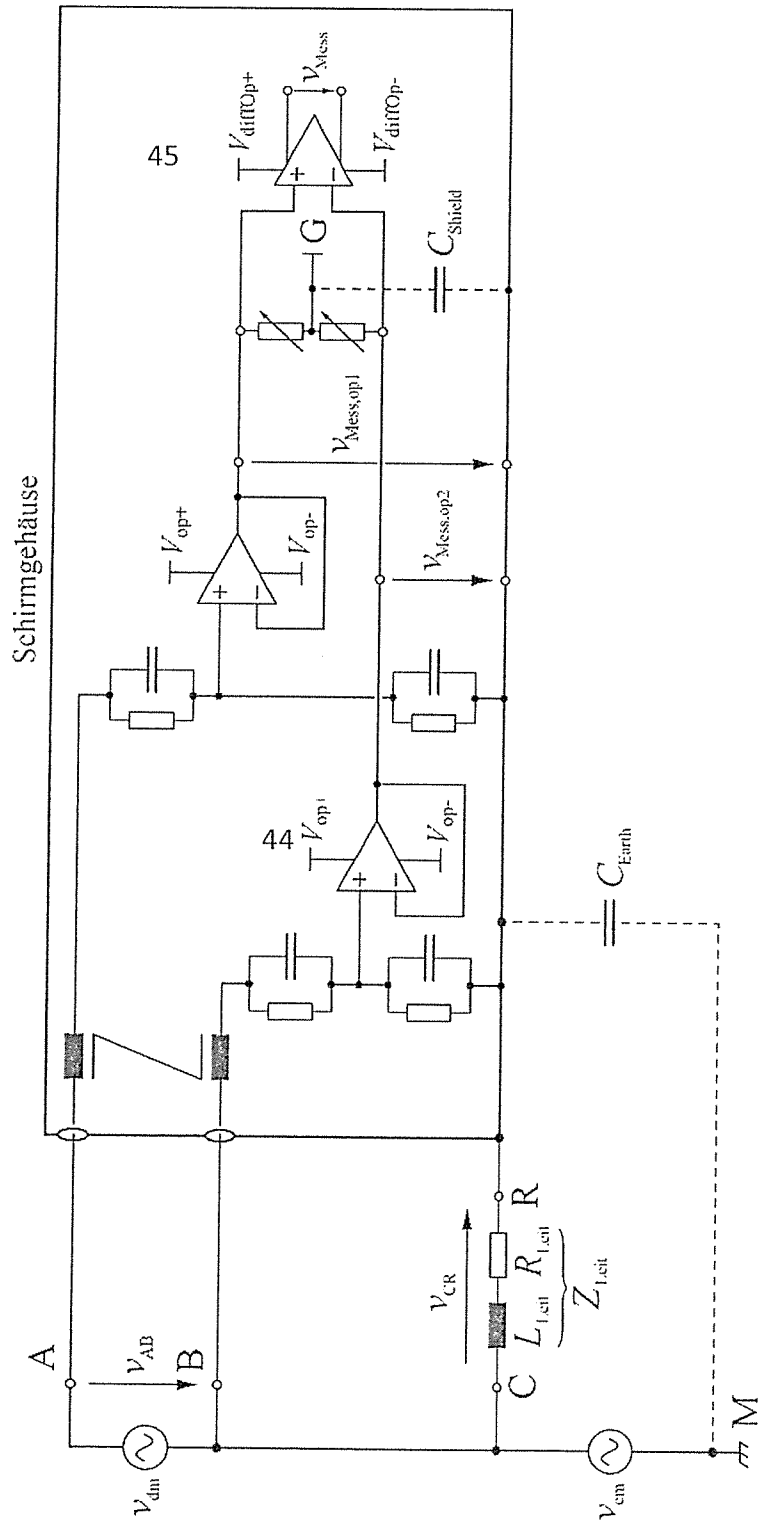 Schirmgehäuse
45
V_diffOp+
v_Mess
V_diffOp-
G
C_Shield
v_Mess,op1
v_Mess,op2
V_op+
V_op-
44
V_op+
V_op-
C_Earth
A
v_AB
B
v_dm
v_CR
C
L_Leit
R_Leit
Z_Leit
R
v_cm
M